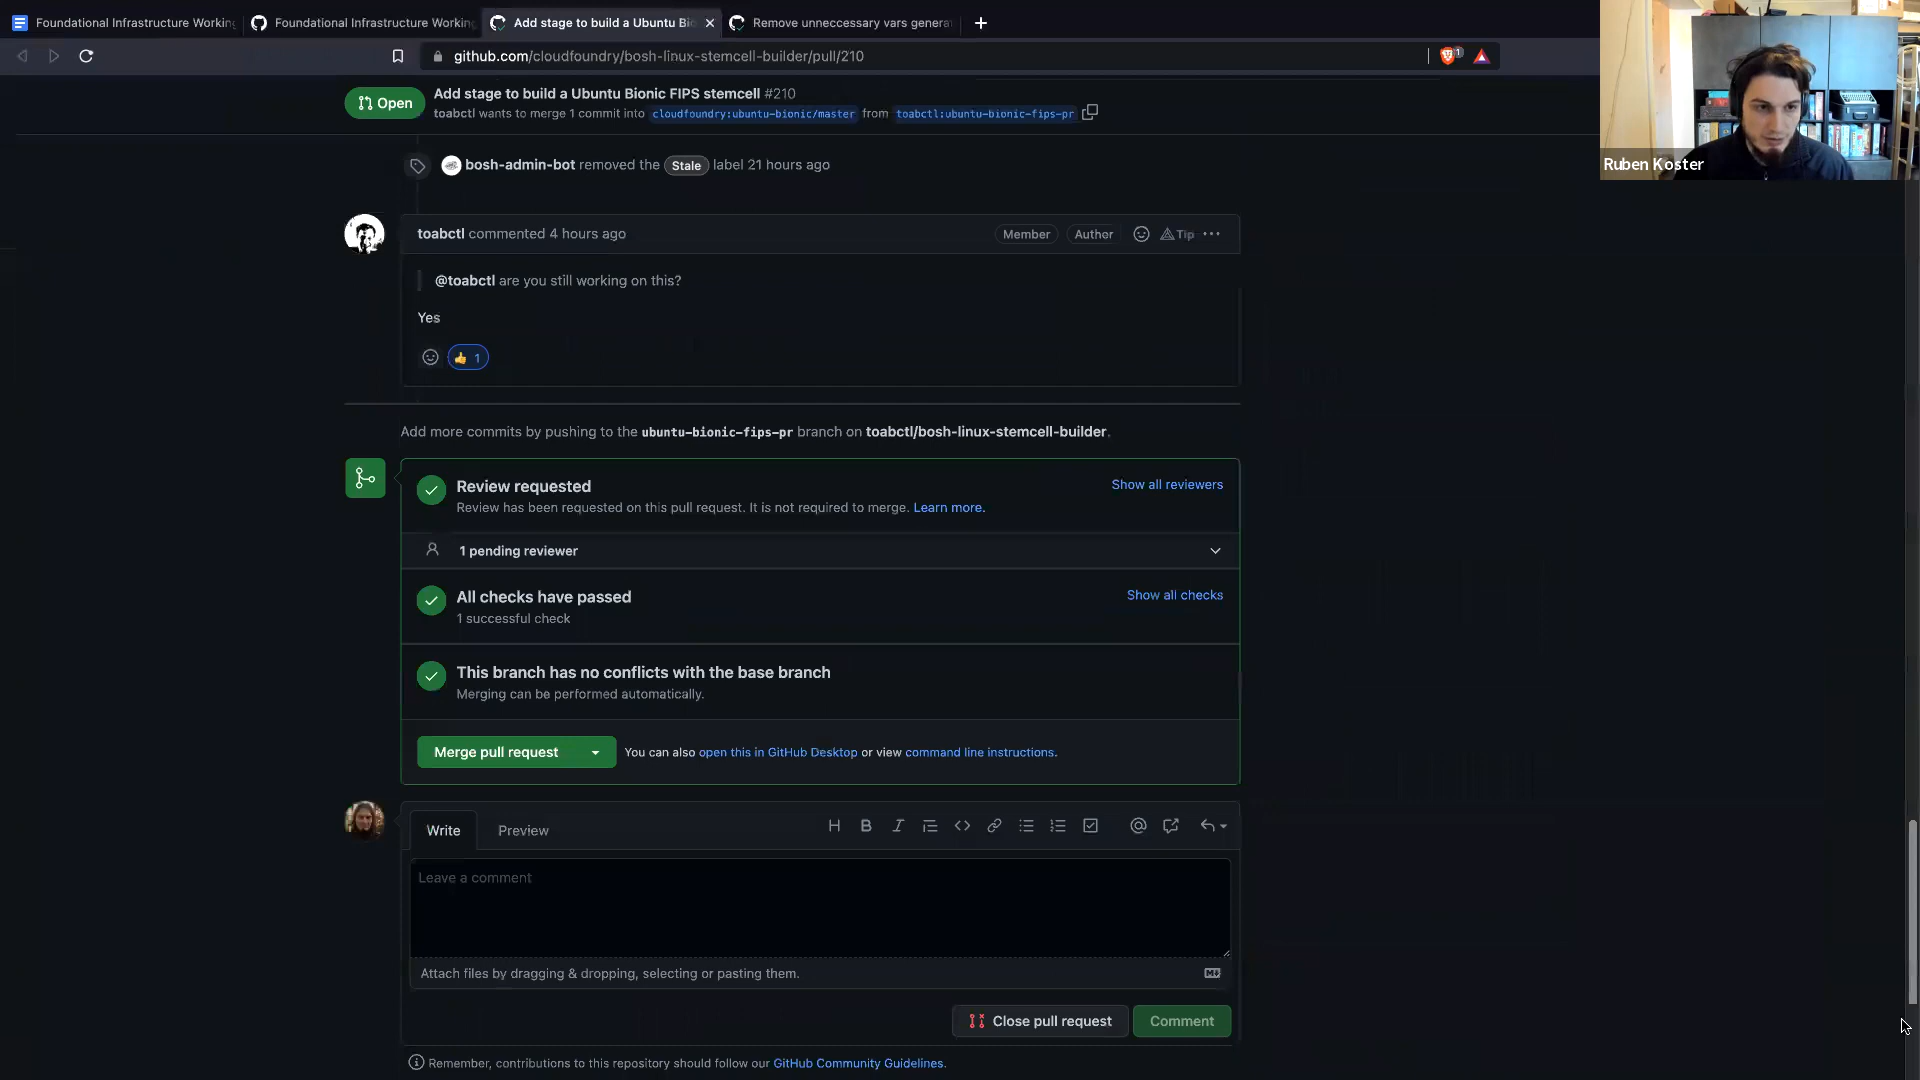 Foundational Infrastructure Working
Foundational Infrastructure Working
Add stage to build a Ubuntu Bio
Remove unneccessary vars genera
github.com/cloudfoundry/bosh-linux-stemcell-builder/pull/210
1
Ruben Koster
Open
Add stage to build a Ubuntu Bionic FIPS stemcell #210
toabctl wants to merge 1 commit into cloudfoundry:ubuntu-bionic/master from toabctl:ubuntu-bionic-fips-pr
bosh-admin-bot removed the Stale label 21 hours ago
toabctl commented 4 hours ago
Member
Author
Tip
@toabctl are you still working on this?
Yes
1
Add more commits by pushing to the ubuntu-bionic-fips-pr branch on toabctl/bosh-linux-stemcell-builder.
Review requested
Show all reviewers
Review has been requested on this pull request. It is not required to merge. Learn more.
1 pending reviewer
All checks have passed
Show all checks
1 successful check
This branch has no conflicts with the base branch
Merging can be performed automatically.
Merge pull request
You can also open this in GitHub Desktop or view command line instructions.
Write
Preview
Leave a comment
Attach files by dragging & dropping, selecting or pasting them.
Close pull request
Comment
Remember, contributions to this repository should follow our GitHub Community Guidelines.